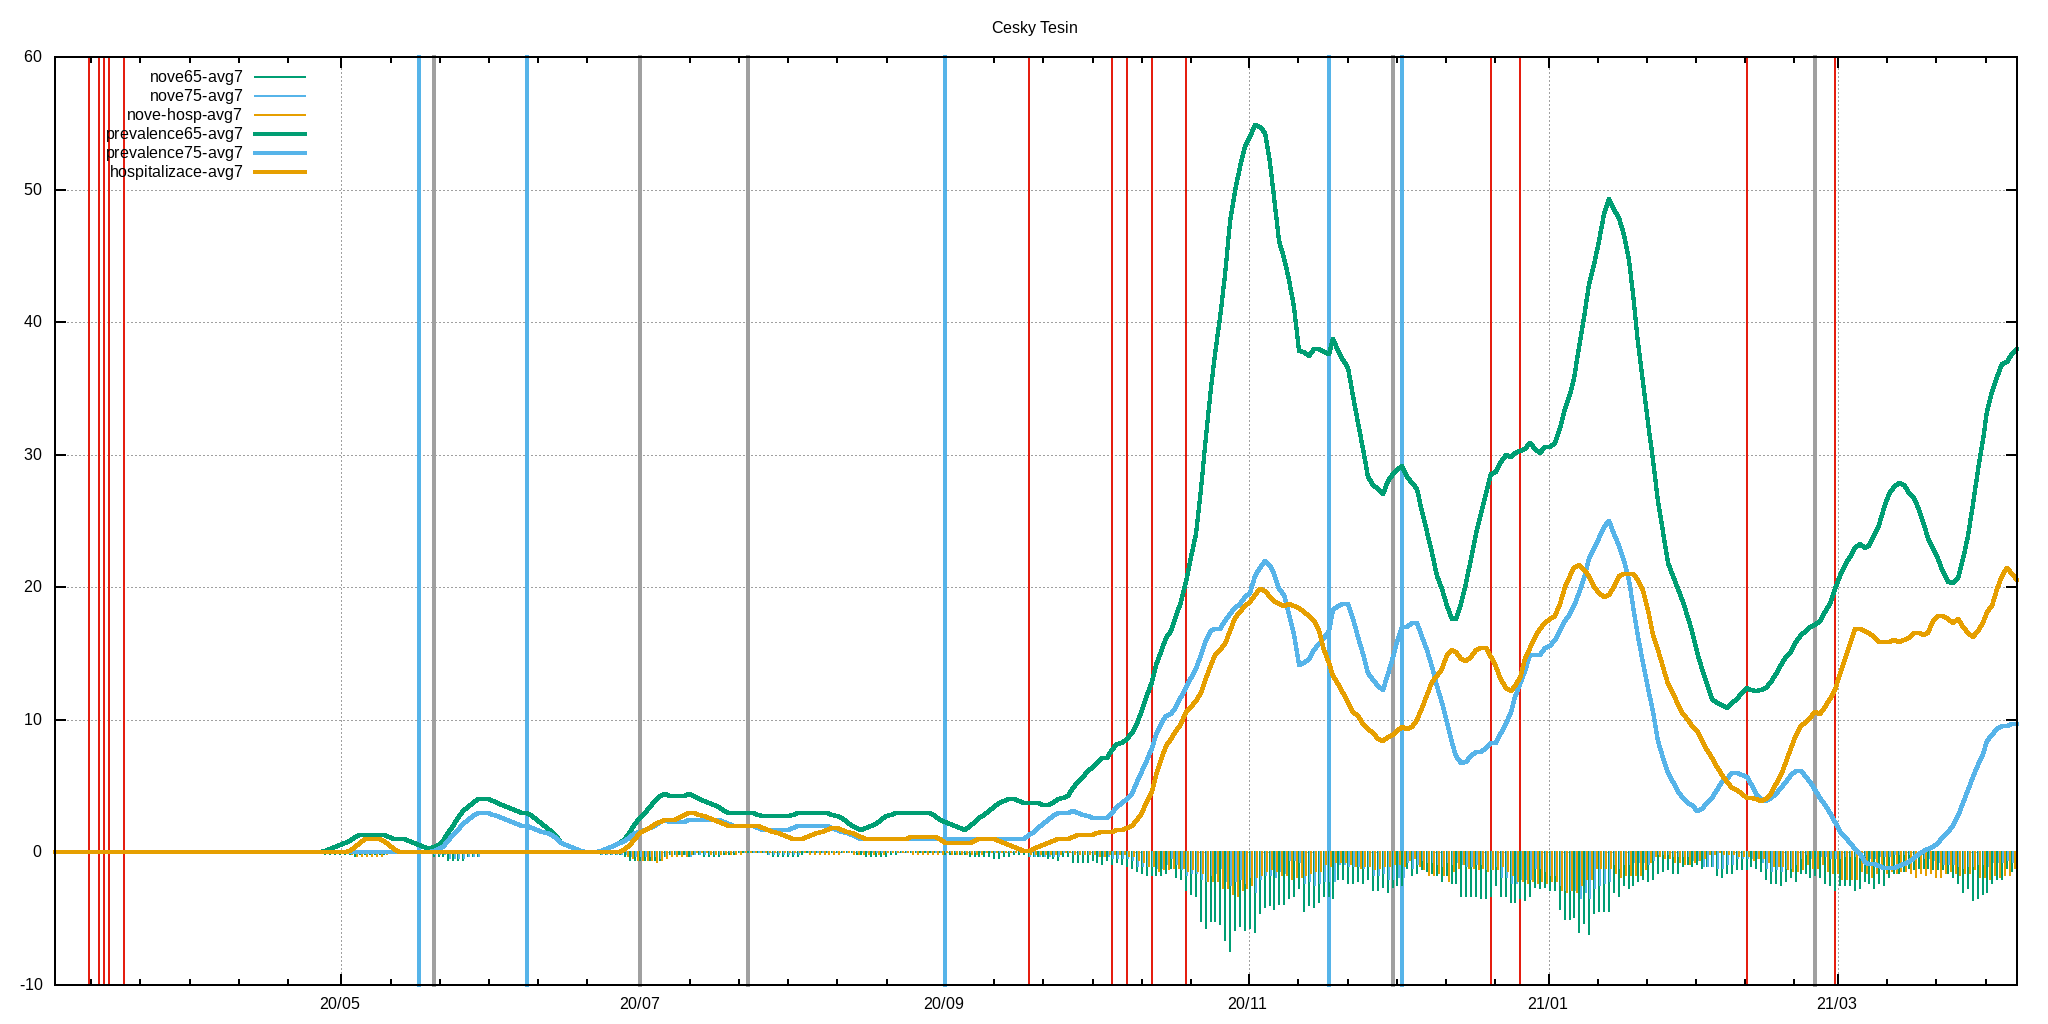 Cesky Tesin
60
nove65-avg7
nove75-avg7
nove-hosp-avg7
prevalence65-avg7
prevalence75-avg7
hospitalizace-avg7
50
40
30
20
10
0
-10
20/05 20/07 20/09 20/11 21/01 21/03